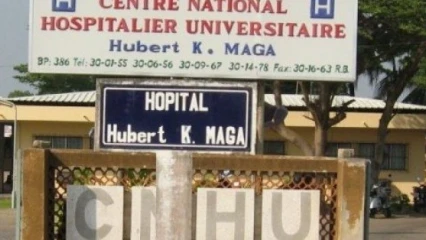 H CENTRE NATIONAL H
HOSPITALIER UNIVERSITAIRE
Hubert K. MAGA
BP: 386 Tél: 30-01-55 30-06-56 30-09-67 30-14-78 Fax: 30-16-63 R.B.
HOPITAL
Hubert K. MAGA
CNHU